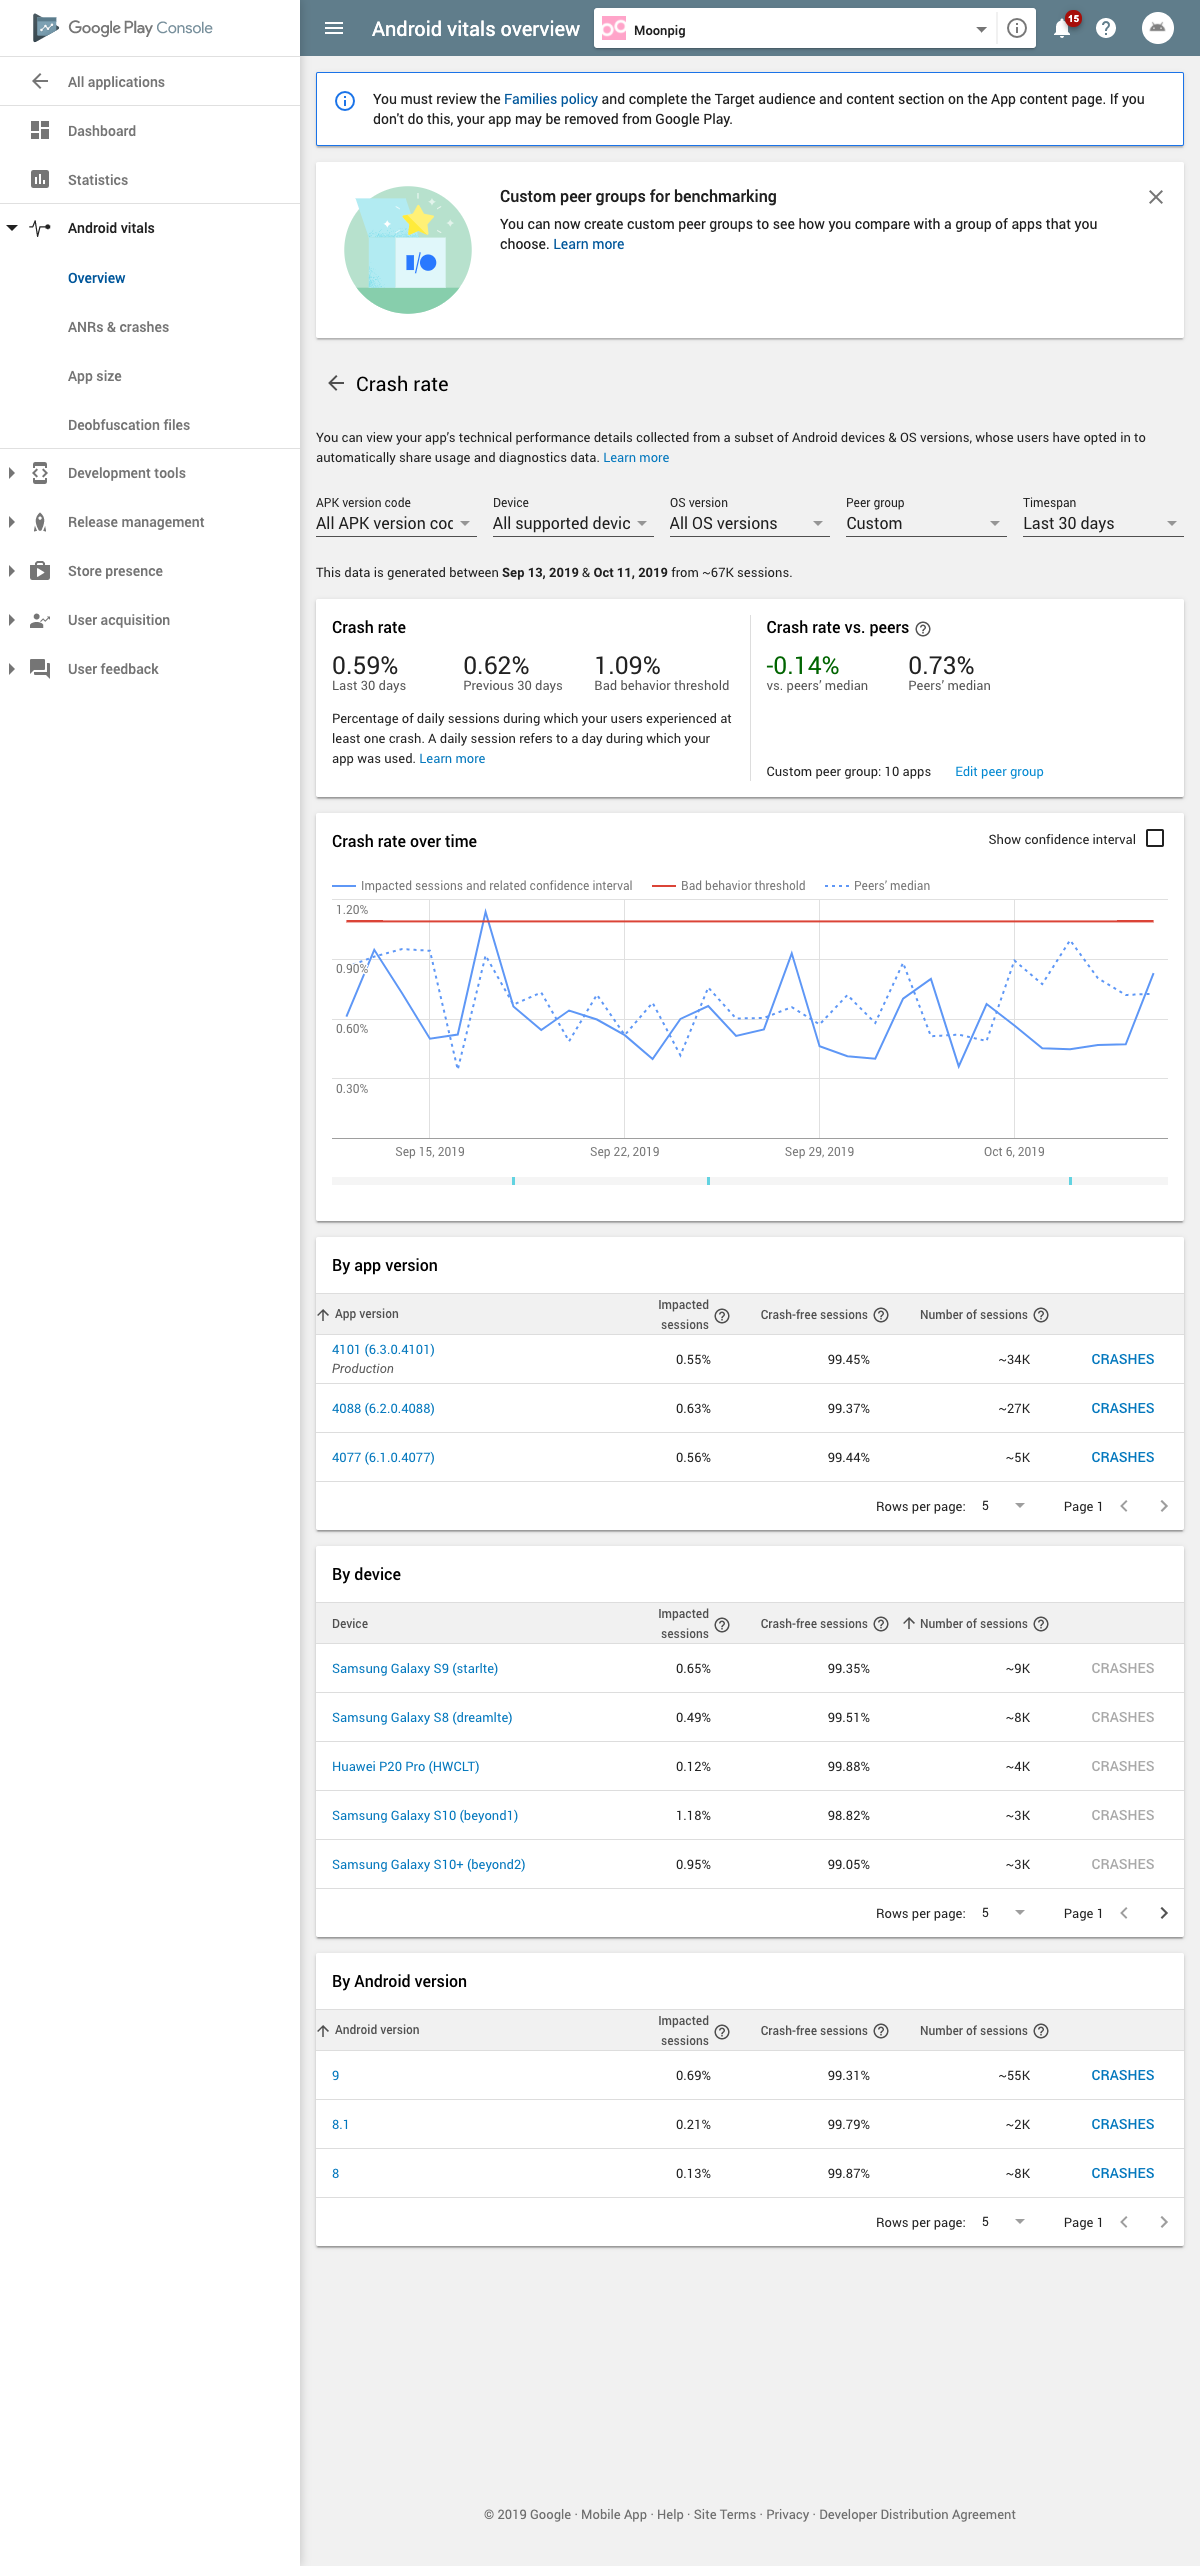 Google Play Console
Android vitals overview
Moonpig
15
All applications
Dashboard
Statistics
Android vitals
Overview
ANRs & crashes
App size
Deobfuscation files
Development tools
Release management
Store presence
User acquisition
User feedback
You must review the Families policy and complete the Target audience and content section on the App content page. If you
don't do this, your app may be removed from Google Play.
I/O
Custom peer groups for benchmarking
You can now create custom peer groups to see how you compare with a group of apps that you
choose. Learn more
Crash rate
You can view your app's technical performance details collected from a subset of Android devices & OS versions, whose users have opted in to
automatically share usage and diagnostics data. Learn more
APK version code Device OS version Peer group Timespan
All APK version coc All supported devic All OS versions Custom Last 30 days
This data is generated between Sep 13, 2019 & Oct 11, 2019 from ~67K sessions.
Crash rate
0.59% 0.62% 1.09%
Last 30 days Previous 30 days Bad behavior threshold
Percentage of daily sessions during which your users experienced at
least one crash. A daily session refers to a day during which your
app was used. Learn more
Crash rate vs. peers
-0.14% 0.73%
vs. peers' median Peers' median
Custom peer group: 10 apps Edit peer group
Crash rate over time
Show confidence interval
Impacted sessions and related confidence interval Bad behavior threshold Peers' median
1.20%
0.90%
0.60%
0.30%
Sep 15, 2019 Sep 22, 2019 Sep 29, 2019 Oct 6, 2019
By app version
App version Impacted sessions Crash-free sessions Number of sessions
4101 (6.3.0.4101) 0.55% 99.45% ~34K CRASHES
Production
4088 (6.2.0.4088) 0.63% 99.37% ~27K CRASHES
4077 (6.1.0.4077) 0.56% 99.44% ~5K CRASHES
Rows per page: 5 Page 1
By device
Device Impacted sessions Crash-free sessions Number of sessions
Samsung Galaxy S9 (starlte) 0.65% 99.35% ~9K CRASHES
Samsung Galaxy S8 (dreamlte) 0.49% 99.51% ~8K CRASHES
Huawei P20 Pro (HWCLT) 0.12% 99.88% ~4K CRASHES
Samsung Galaxy S10 (beyond1) 1.18% 98.82% ~3K CRASHES
Samsung Galaxy S10+ (beyond2) 0.95% 99.05% ~3K CRASHES
Rows per page: 5 Page 1
By Android version
Android version Impacted sessions Crash-free sessions Number of sessions
9 0.69% 99.31% ~55K CRASHES
8.1 0.21% 99.79% ~2K CRASHES
8 0.13% 99.87% ~8K CRASHES
Rows per page: 5 Page 1
© 2019 Google · Mobile App · Help · Site Terms · Privacy · Developer Distribution Agreement